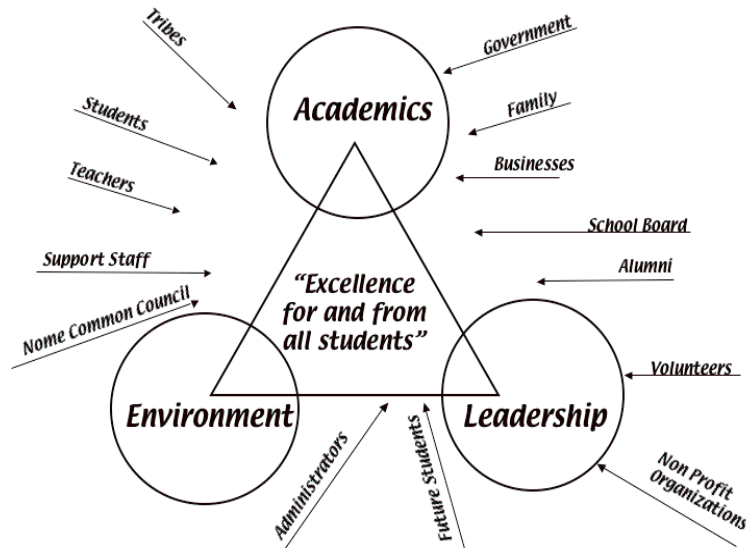 Tribes
Government
Academics
Students
Family
Teachers
Businesses
School Board
Support Staff
Alumni
“Excellence
for and from
all students”
Nome Common Council
Volunteers
Environment
Leadership
Administrators
Future Students
Non Profit
Organizations